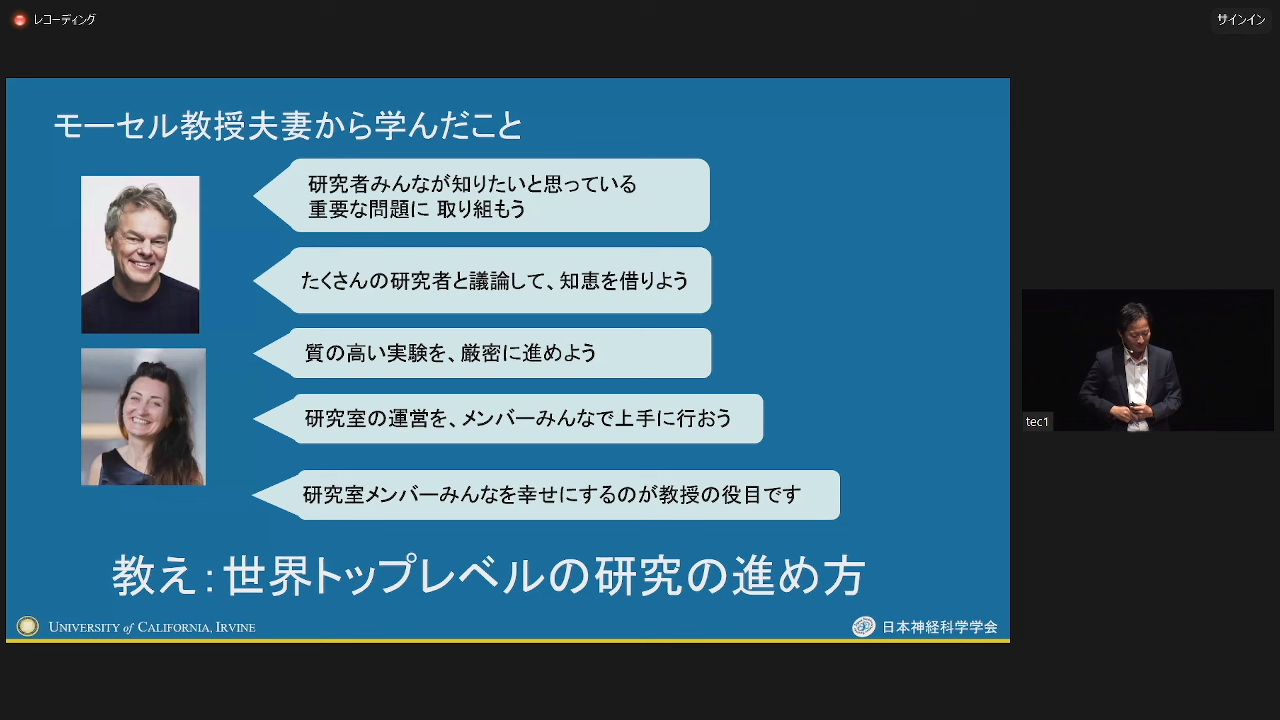 レコーディング
サインイン
モーセル教授夫妻から学んだこと
研究者みんなが知りたいと思っている
重要な問題に 取り組もう
たくさんの研究者と議論して、知恵を借りよう
質の高い実験を、厳密に進めよう
研究室の運営を、メンバーみんなで上手に行おう
研究室メンバーみんなを幸せにするのが教授の役目です
tec1
教え：世界トップレベルの研究の進め方
UNIVERSITY of CALIFORNIA, IRVINE
日本神経科学学会